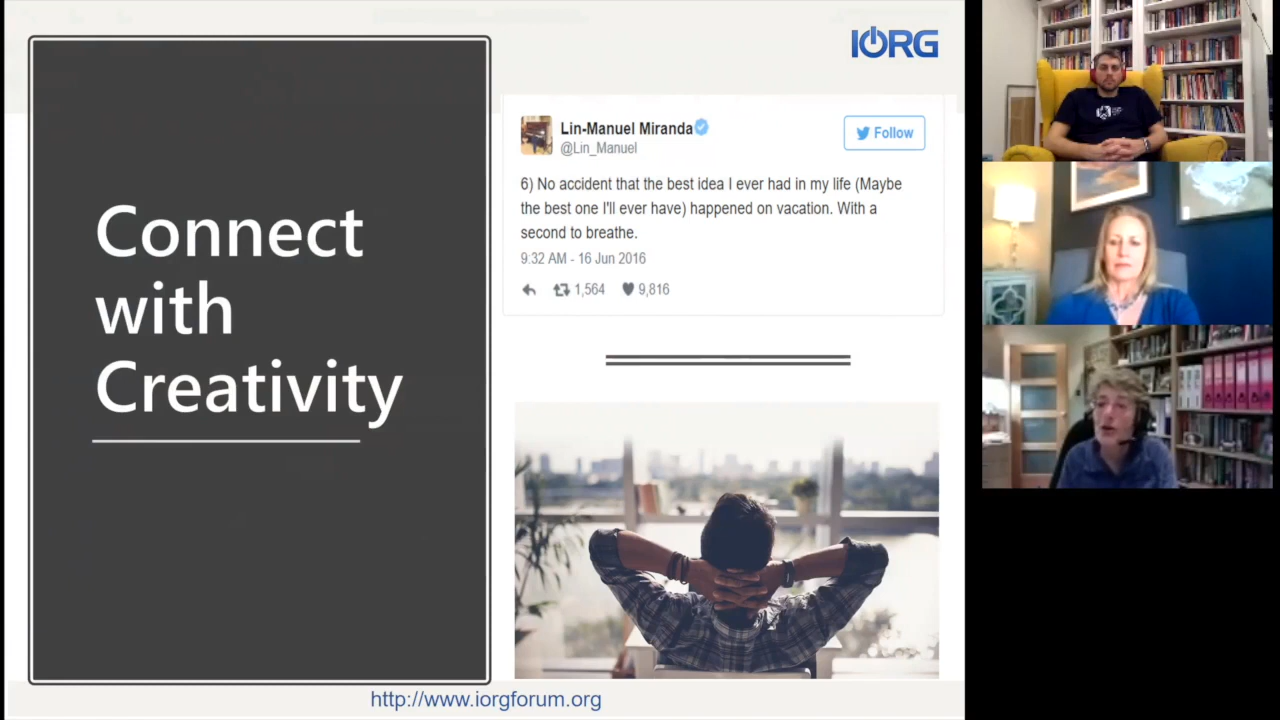 Connect
with
Creativity
IORG
Lin-Manuel Miranda
@Lin_Manuel
Follow
6) No accident that the best idea I ever had in my life (Maybe
the best one I'll ever have) happened on vacation. With a
second to breathe.
9:32 AM - 16 Jun 2016
1,564 9,816
http://www.iorgforum.org